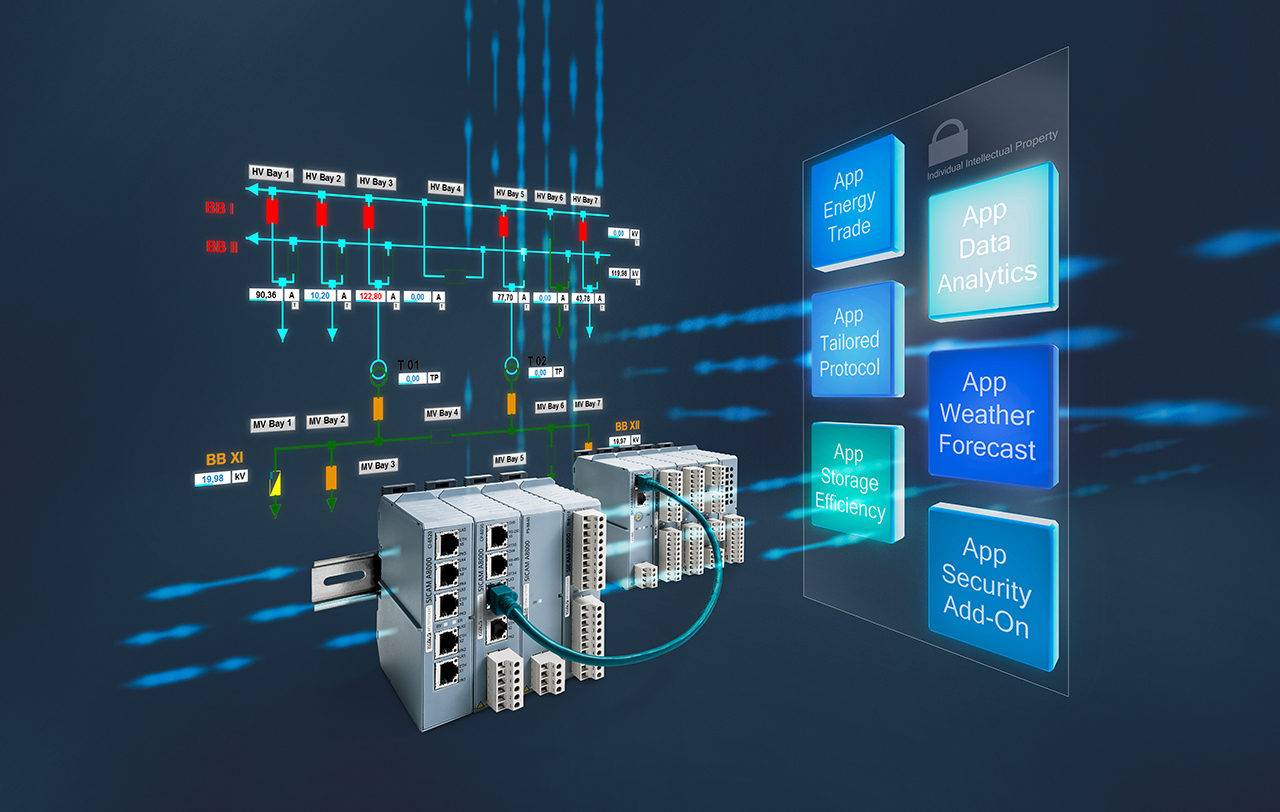 HV Bay 1
HV Bay 2
HV Bay 3
HV Bay 4
HV Bay 5
HV Bay 6
HV Bay 7
BB I
BB II
0,00 kV
119,98 kV
90,36 A
10,20 A
122,80 A
0,00 A
77,70 A
0,00 A
43,78 A
T 01
0,00 TP
T 02
0,00 TP
MV Bay 1
MV Bay 2
MV Bay 3
MV Bay 4
MV Bay 5
MV Bay 6
MV Bay 7
BB XI
19,98 kV
BB XII
19,97 kV
SICAM A8000
SICAM A8000
SICAM A8000
Individual Intellectual Property
App
Energy
Trade
App
Data
Analytics
App
Tailored
Protocol
App
Weather
Forecast
App
Storage
Efficiency
App
Security
Add-On